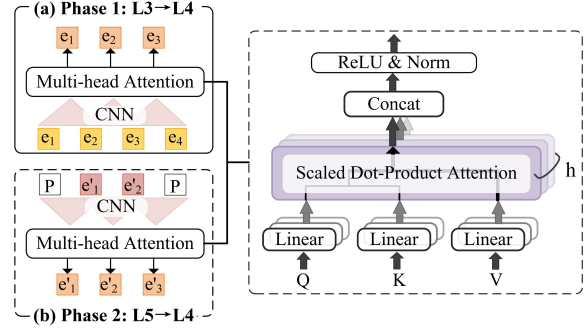 (a) Phase 1: L3→L4
e₁ e₂ e₃
Multi-head Attention
CNN
e₁ e₂ e₃ e₄
P e'₁ e'₂ P
CNN
Multi-head Attention
e'₁ e'₂ e'₃
(b) Phase 2: L5→L4
ReLU & Norm
Concat
Scaled Dot-Product Attention
h
Linear Linear Linear
Q K V